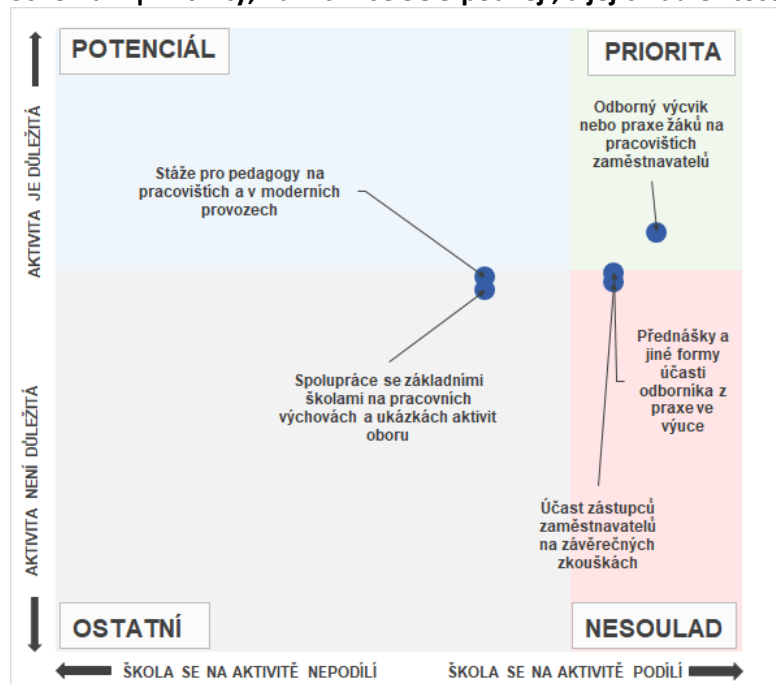 POTENCIÁL
PRIORITA
Odborný výcvik
nebo praxe žáků na
pracovištích
zaměstnavatelů
Stáže pro pedagogy na
pracovištích a v moderních
provozech
Přednášky a
jiné formy
účasti
odborníka z
praxe ve
výuce
Spolupráce se základními
školami na pracovních
výchovách a ukázkách aktivit
oboru
Účast zástupců
zaměstnavatelů
na závěrečných
zkouškách
OSTATNÍ
NESOULAD
AKTIVITA JE DŮLEŽITÁ
AKTIVITA NENÍ DŮLEŽITÁ
ŠKOLA SE NA AKTIVITĚ NEPODÍLÍ
ŠKOLA SE NA AKTIVITĚ PODÍLÍ